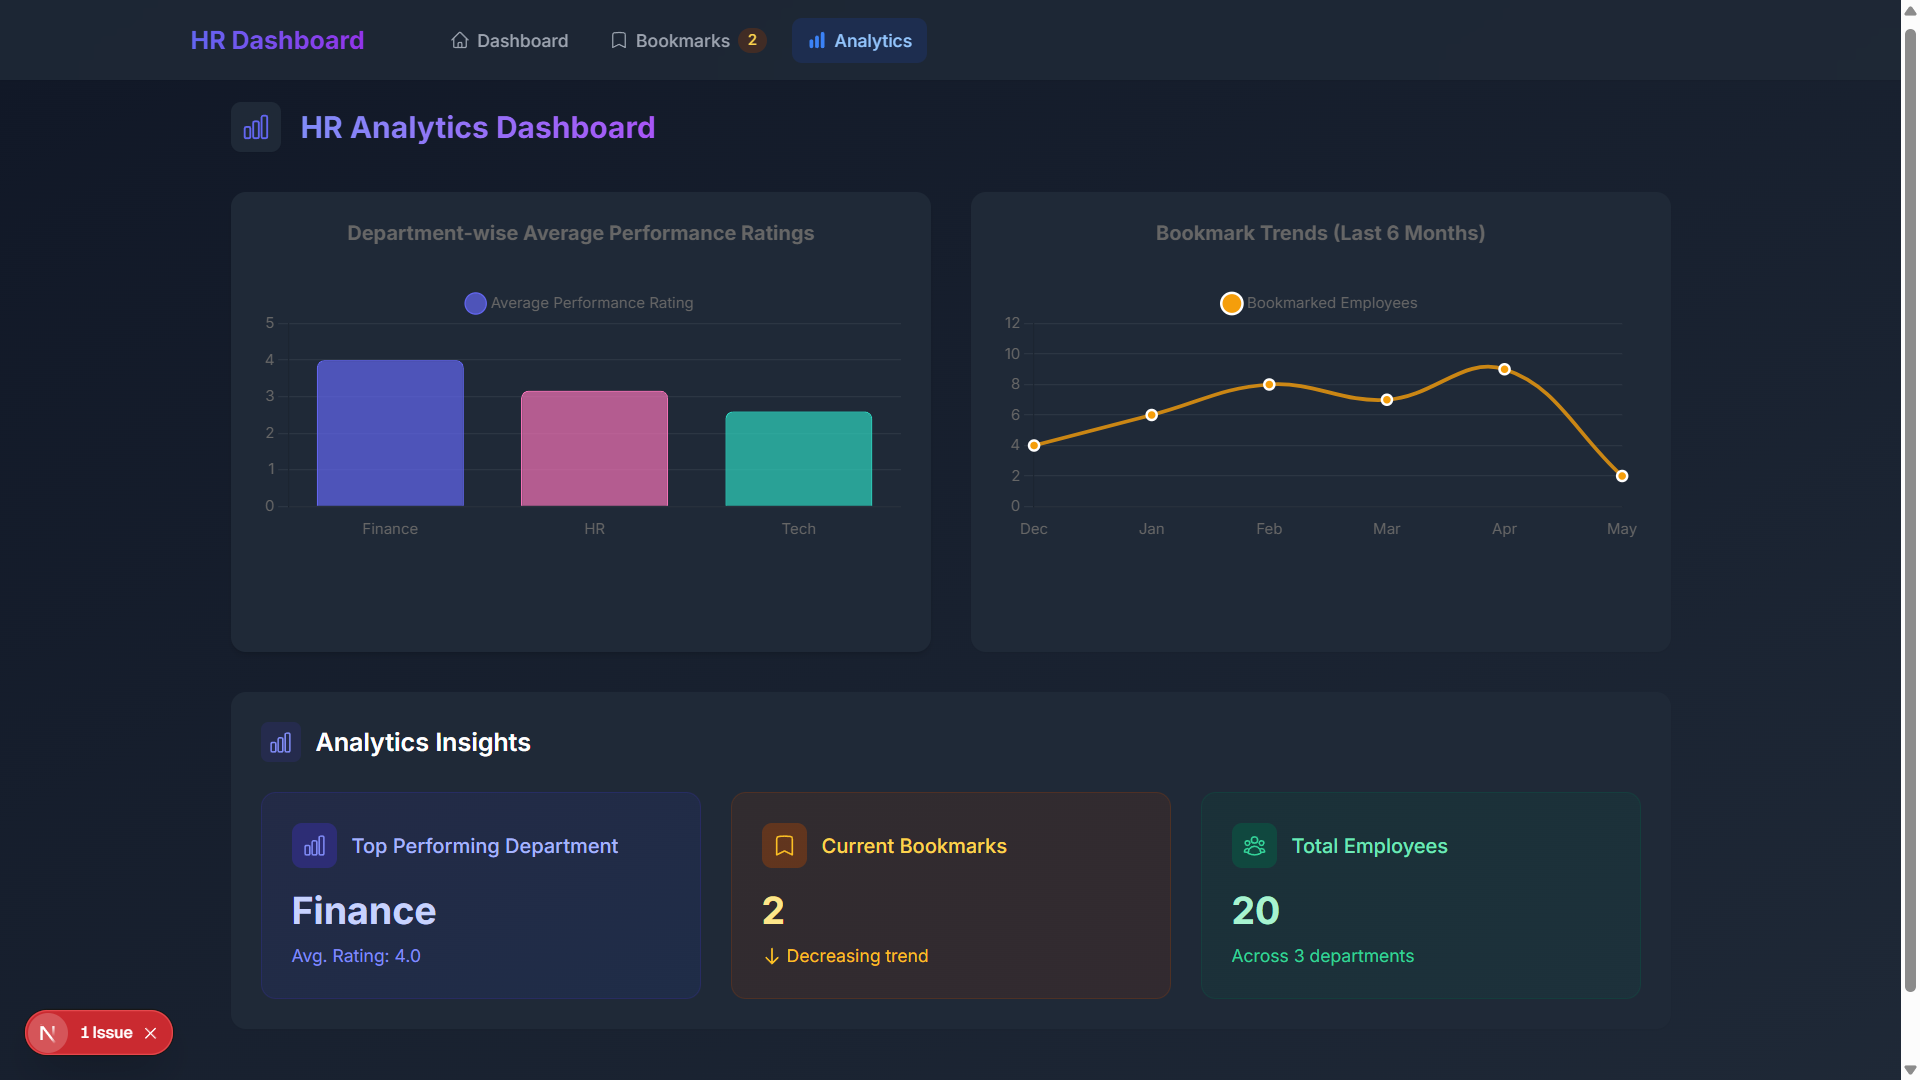 HR Dashboard
Dashboard
Bookmarks 2
Analytics
HR Analytics Dashboard
Department-wise Average Performance Ratings
Average Performance Rating
5
4
3
2
1
0
Finance HR Tech
Bookmark Trends (Last 6 Months)
Bookmarked Employees
12
10
8
6
4
2
0
Dec Jan Feb Mar Apr May
Analytics Insights
Top Performing Department
Finance
Avg. Rating: 4.0
Current Bookmarks
2
↓ Decreasing trend
Total Employees
20
Across 3 departments
N 1 Issue